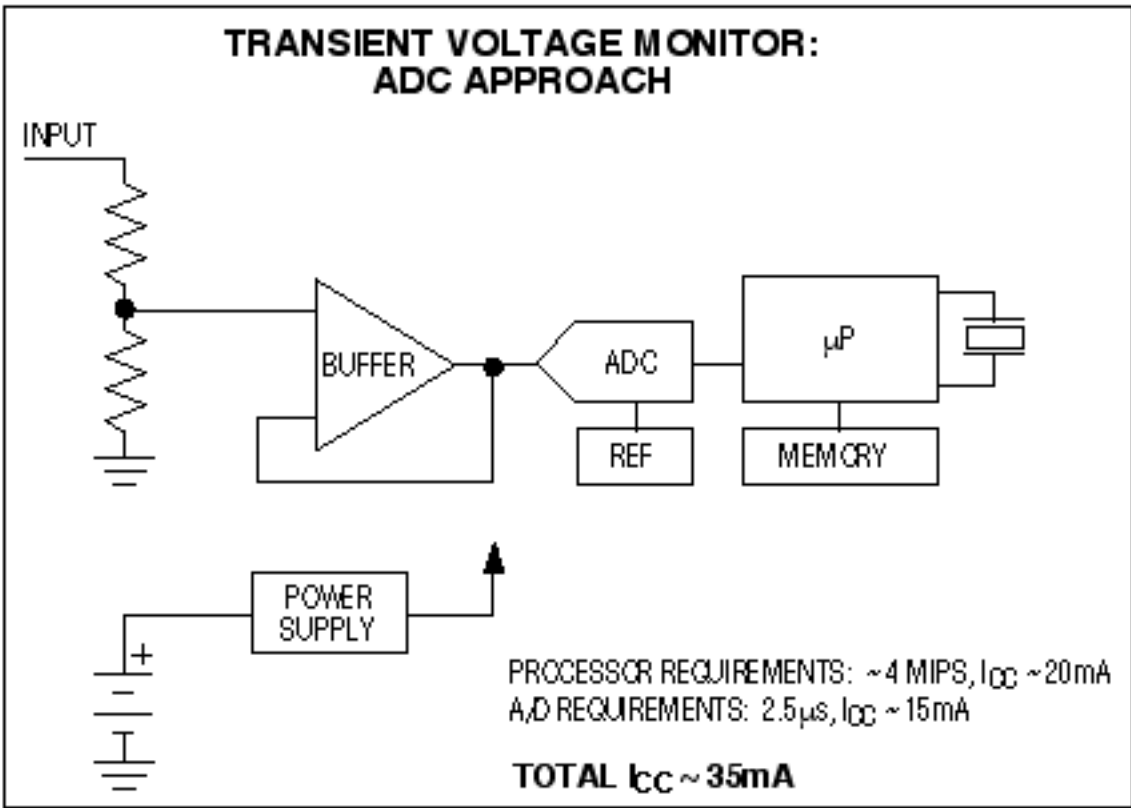 TRANSIENT VOLTAGE MONITOR:
ADC APPROACH
INPUT
BUFFER
ADC
μP
REF
MEMORY
POWER
SUPPLY
+
PROCESSOR REQUIREMENTS: ~4 MIPS, ICC ~20mA
A/D REQUIREMENTS: 2.5μs, ICC ~15mA
TOTAL ICC ~ 35mA